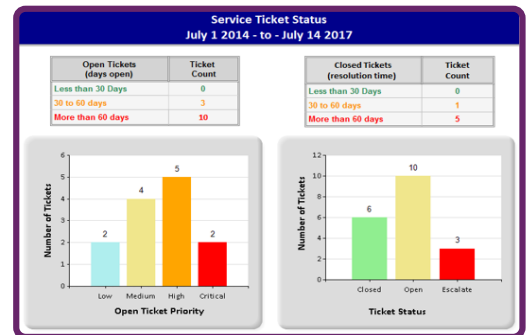 Service Ticket Status
July 1 2014 - to - July 14 2017
Open Tickets
(days open)
Ticket
Count
Less than 30 Days
0
30 to 60 days
3
More than 60 days
10
Closed Tickets
(resolution time)
Ticket
Count
Less than 30 Days
0
30 to 60 days
1
More than 60 days
5
Number of Tickets
6
5
4
3
2
1
0
2
4
5
2
Low
Medium
High
Critical
Open Ticket Priority
Number of Tickets
12
10
8
6
4
2
0
6
10
3
Closed
Open
Escalate
Ticket Status